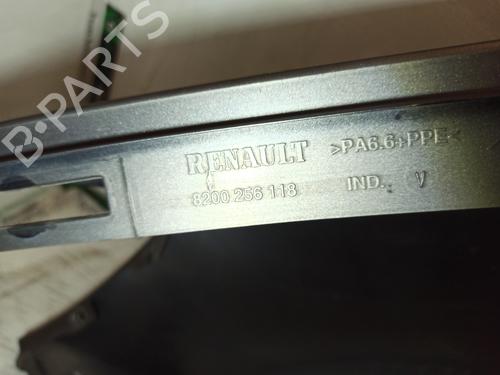 RENAULT >PA6.6+PPE<
8200 256 118 IND. V
B-PARTS